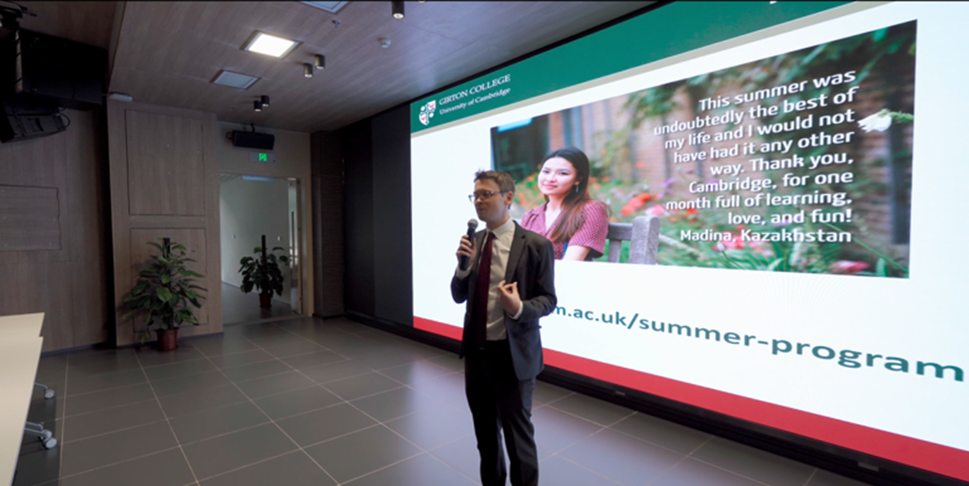 GIRTON COLLEGE
University of Cambridge
This summer was
undoubtedly the best of
my life and I would not
have had it any other
way. Thank you,
Cambridge, for one
month full of learning,
love, and fun!
Madina, Kazakhstan
m.ac.uk/summer-program